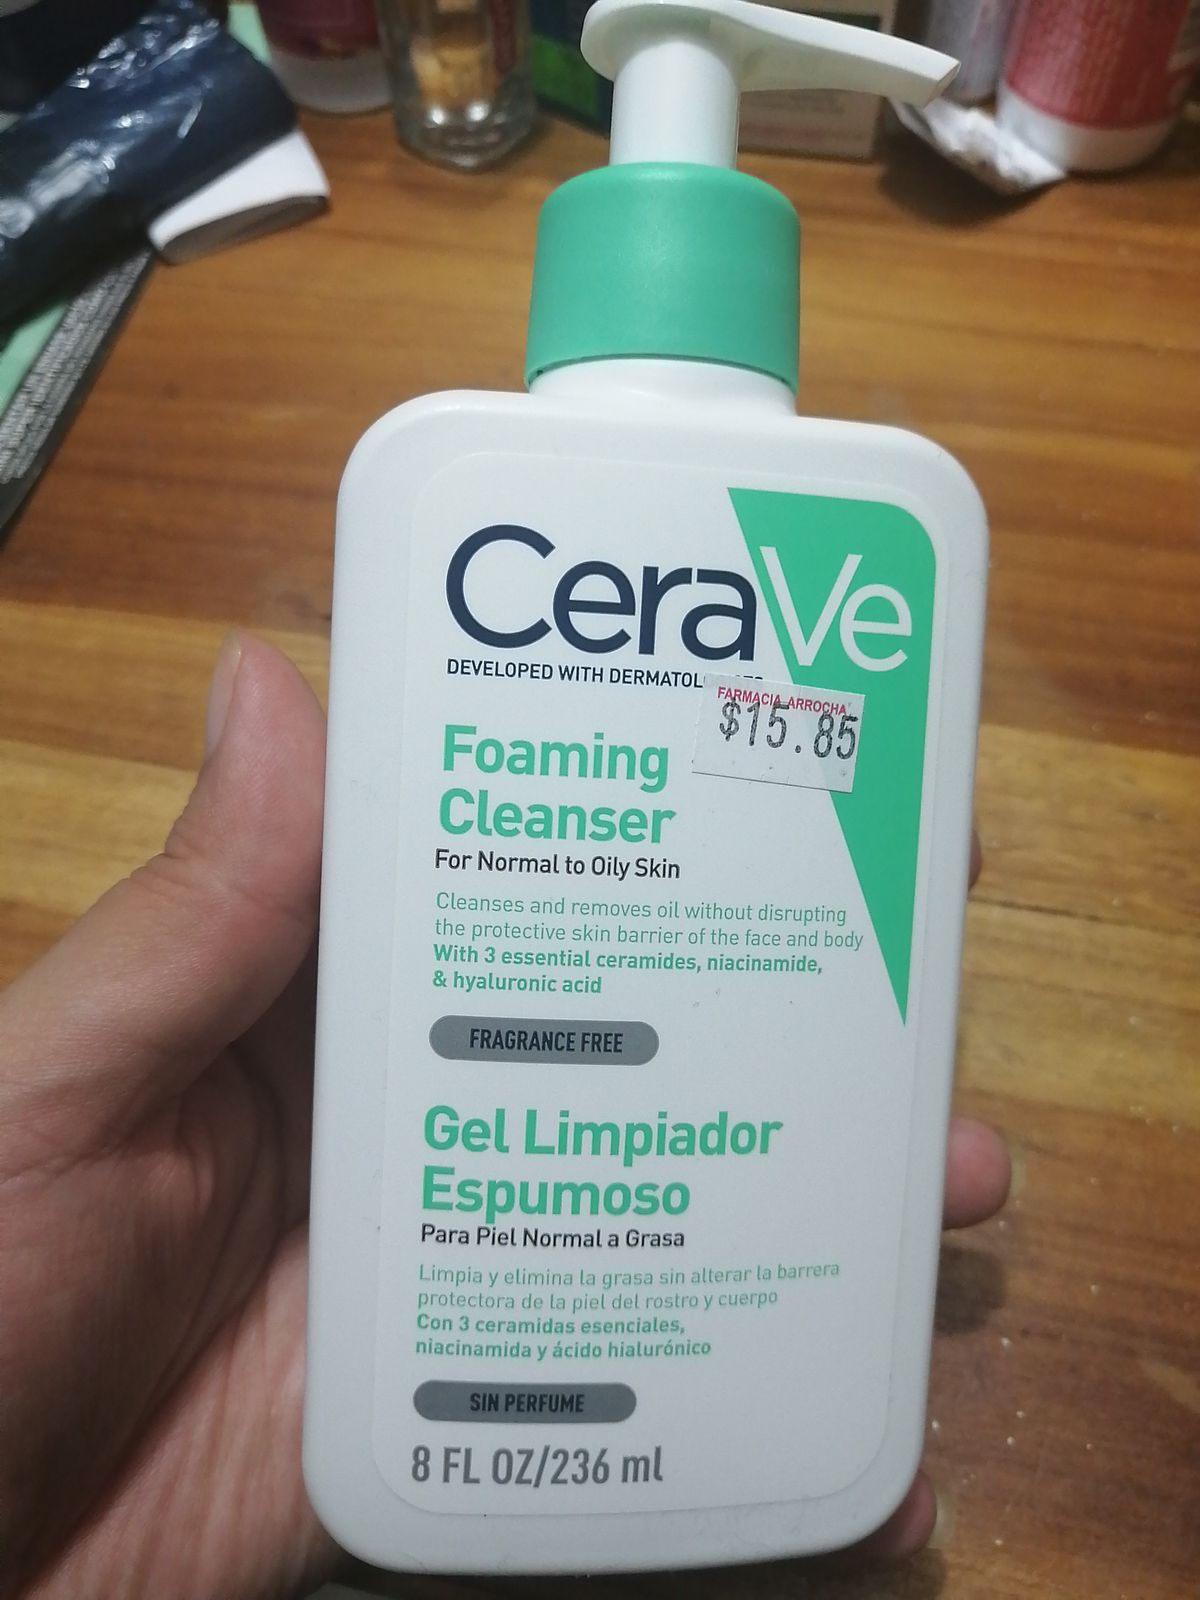 CeraVe
DEVELOPED WITH
FARMACIA ARROCHA
$15.85
Foaming
Cleanser
For Normal to Oily Skin
Cleanses and removes oil without disrupting
the protective skin barrier of the face and body
With 3 essential ceramides, niacinamide,
& hyaluronic acid
FRAGRANCE FREE
Gel Limpiador
Espumoso
Para Piel Normal a Grasa
Limpia y elimina la grasa sin alterar la barrera
protectora de la piel del rostro y cuerpo
Con 3 ceramidas esenciales,
niacinamida y ácido hialurónico
SIN PERFUME
8 FL OZ/236 ml